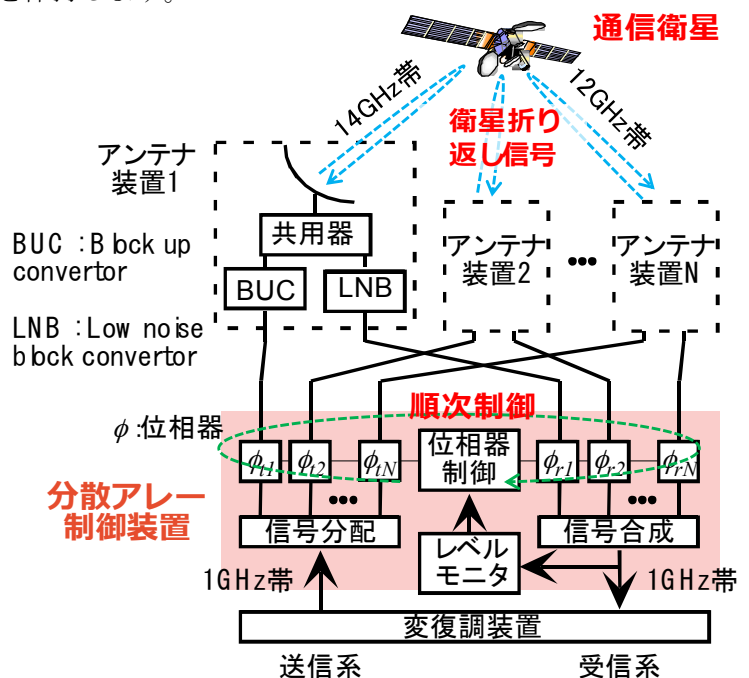 通信衛星
14GHz帯
12GHz帯
衛星折り
返し信号
アンテナ
装置1
共用器
BUC
LNB
アンテナ
装置2
•••
アンテナ
装置N
BUC :Block up
convertor
LNB :Low noise
block convertor
順次制御
φ:位相器
φt1
φt2
φtN
位相器
制御
φr1
φr2
φrN
分散アレー
制御装置
•••
•••
信号分配
信号合成
レベル
モニタ
1GHz帯
1GHz帯
変復調装置
送信系
受信系